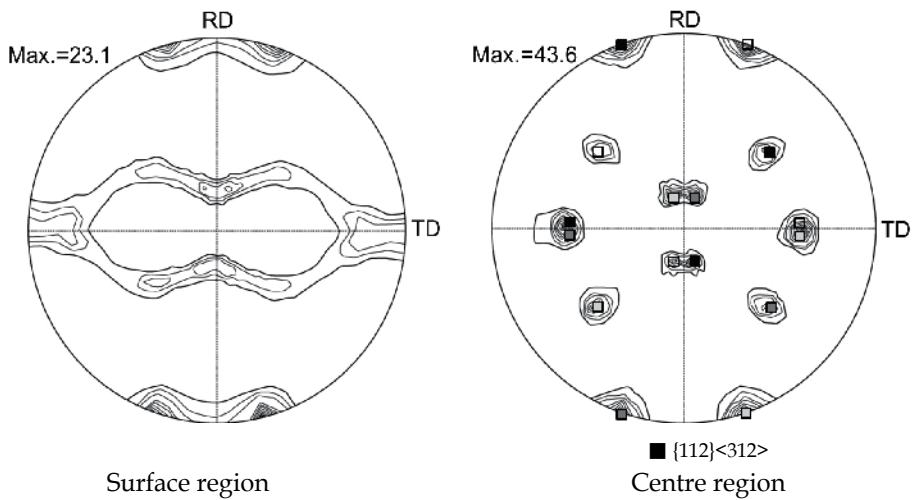 RD
Max.=23.1
TD
Surface region
RD
Max.=43.6
TD
{112}<312>
Centre region